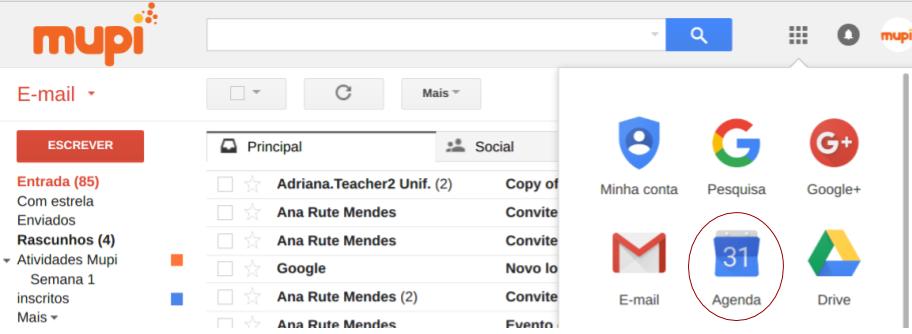 mupi
mupi
E-mail
Mais
ESCREVER
Principal
Social
Entrada (85)
Com estrela
Enviados
Rascunhos (4)
Atividades Mupi
Semana 1
inscritos
Mais
Adriana.Teacher2 Unif. (2) Copy of
Ana Rute Mendes Convite
Ana Rute Mendes Convite
Google Novo lo
Ana Rute Mendes (2) Convite
Ana Rute Mendes Evento
G
G+
Minha conta Pesquisa Google+
31
E-mail Agenda Drive